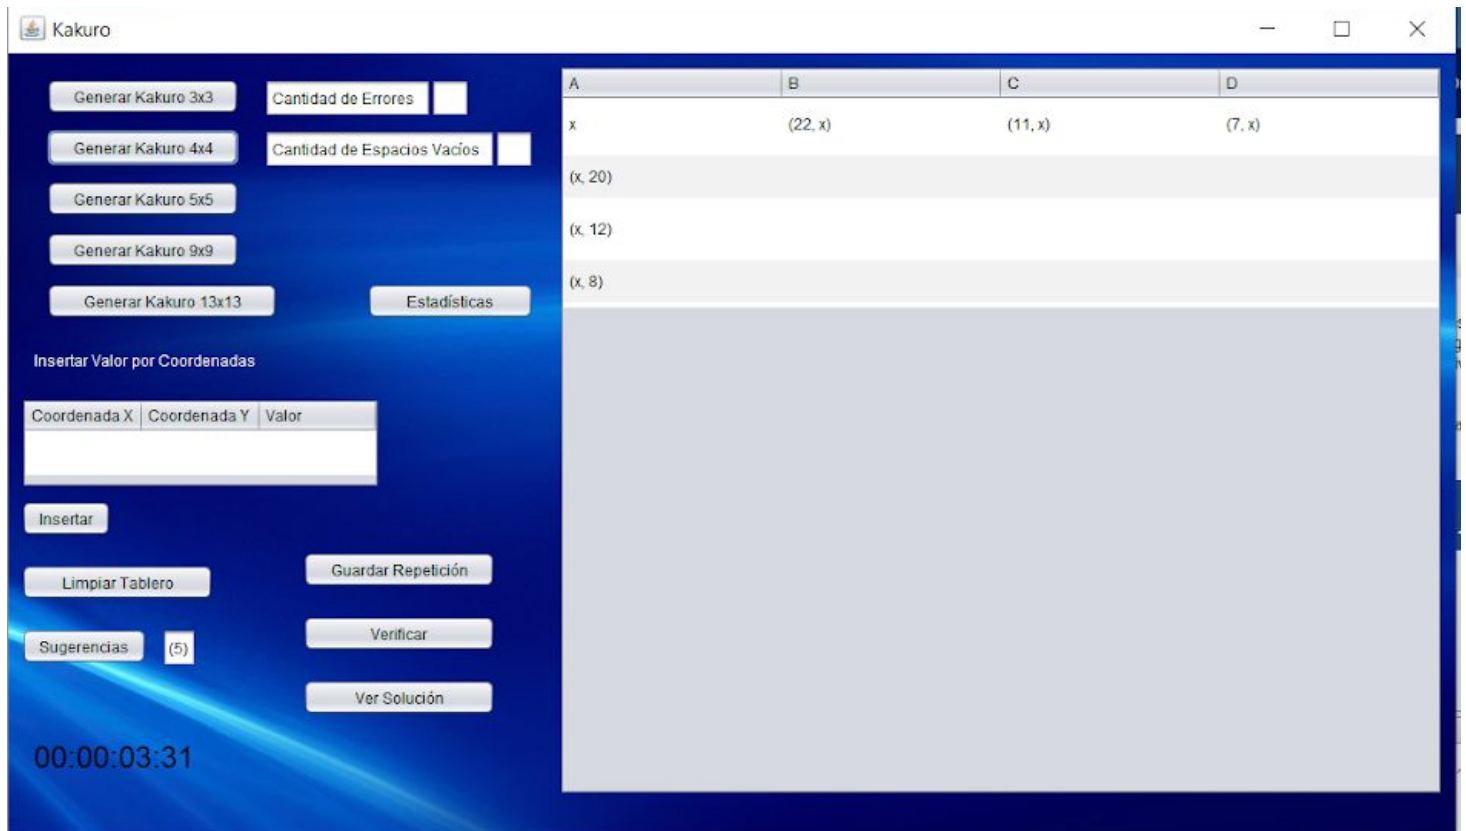 Kakuro
Generar Kakuro 3x3
Cantidad de Errores
Generar Kakuro 4x4
Cantidad de Espacios Vacíos
Generar Kakuro 5x5
Generar Kakuro 9x9
Generar Kakuro 13x13
Estadísticas
Insertar Valor por Coordenadas
Coordenada X Coordenada Y Valor
Insertar
Limpiar Tablero
Guardar Repetición
Sugerencias (5)
Verificar
Ver Solución
00:00:03:31
A B C D
x (22, x) (11, x) (7, x)
(x, 20)
(x, 12)
(x, 8)